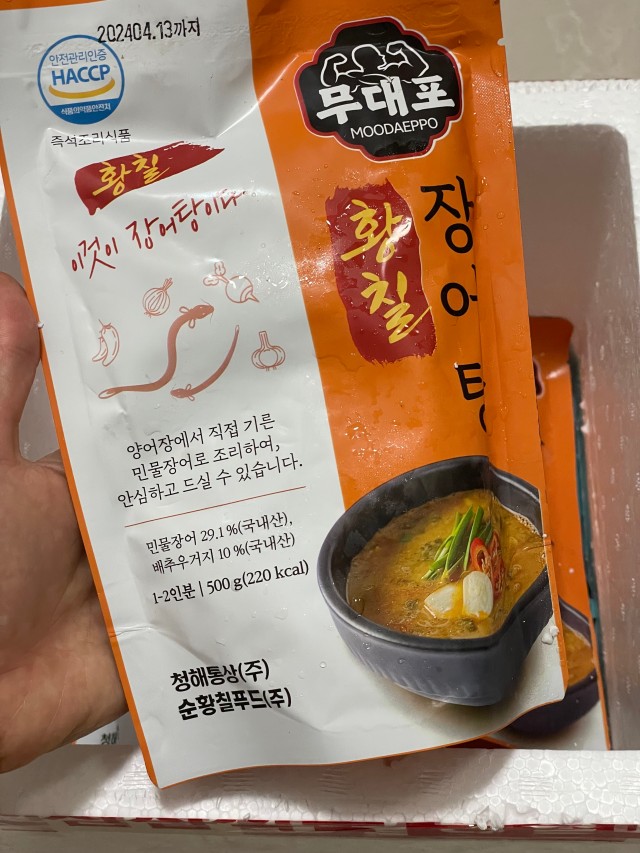 2024.04.13까지
안전관리인증
HACCP
식품의약품안전처
즉석조리식품
황칠
이것이 장어탕이다
무대포
MOODAEPPO
황칠
장어탕
양어장에서 직접 기른
민물장어로 조리하여,
안심하고 드실 수 있습니다.
민물장어 29.1%(국내산),
배추우거지 10%(국내산)
1-2인분 | 500 g(220 kcal)
청해통상(주)
순황칠푸드(주)